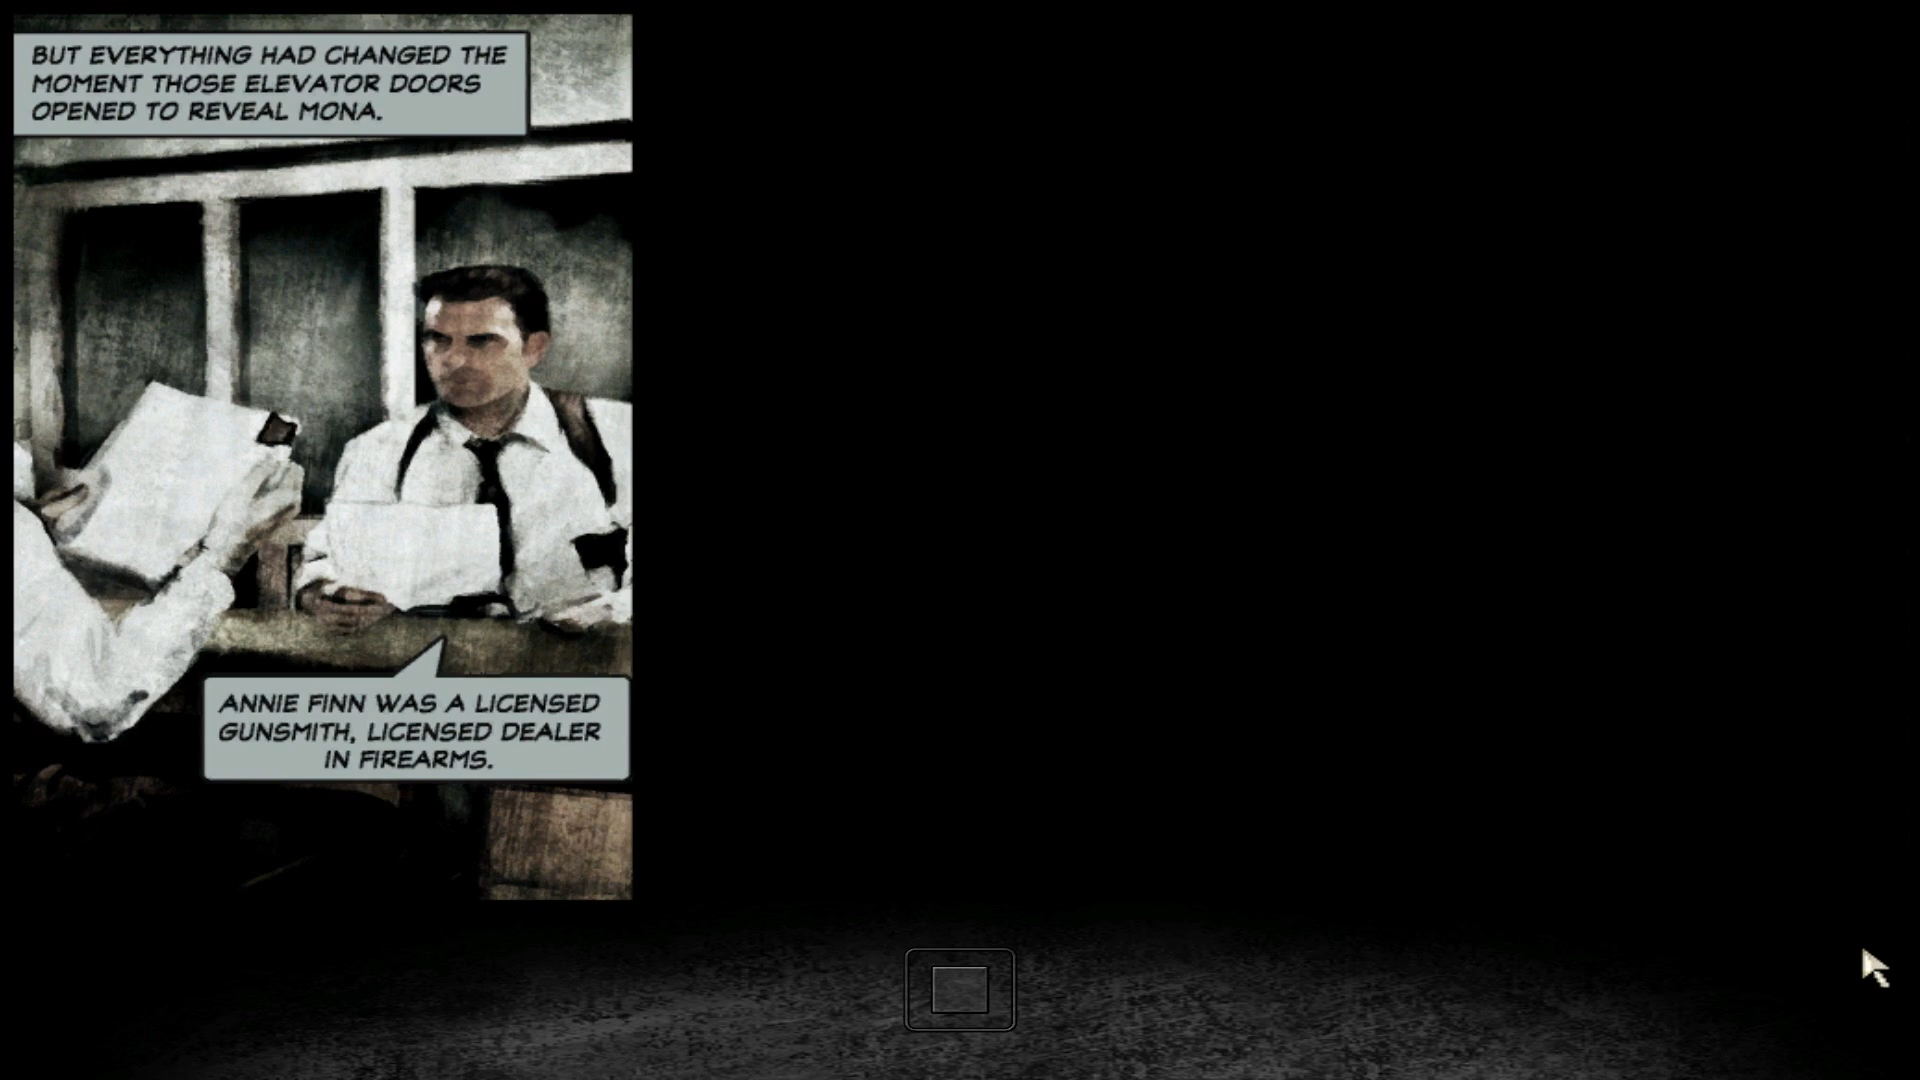 BUT EVERYTHING HAD CHANGED THE
MOMENT THOSE ELEVATOR DOORS
OPENED TO REVEAL MONA.
ANNIE FINN WAS A LICENSED
GUNSMITH, LICENSED DEALER
IN FIREARMS.